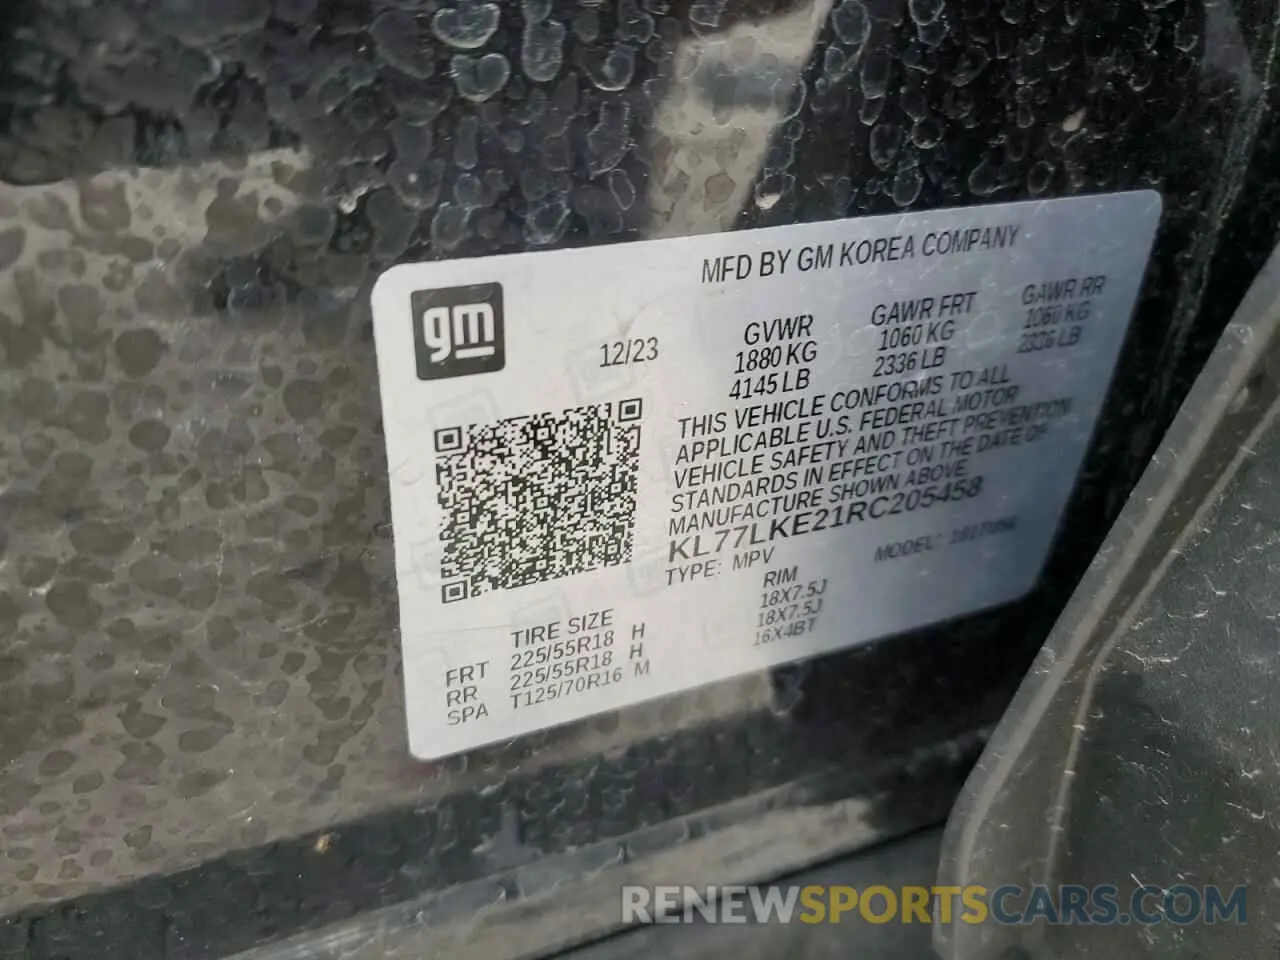 MFD BY GM KOREA COMPANY
gm
12/23
GVWR GAWR FRT GAWR RR
1880 KG 1060 KG 1060 KG
4145 LB 2336 LB 2336 LB
THIS VEHICLE CONFORMS TO ALL
APPLICABLE U.S. FEDERAL MOTOR
VEHICLE SAFETY AND THEFT PREVENTION
STANDARDS IN EFFECT ON THE DATE OF
MANUFACTURE SHOWN ABOVE
KL77LKE21RC205458
TYPE: MPV MODEL:
TIRE SIZE RIM
FRT 225/55R18 H 18X7.5J
RR 225/55R18 H 18X7.5J
SPA T125/70R16 M 16X4BT
RENEWSPORTSCARS.COM